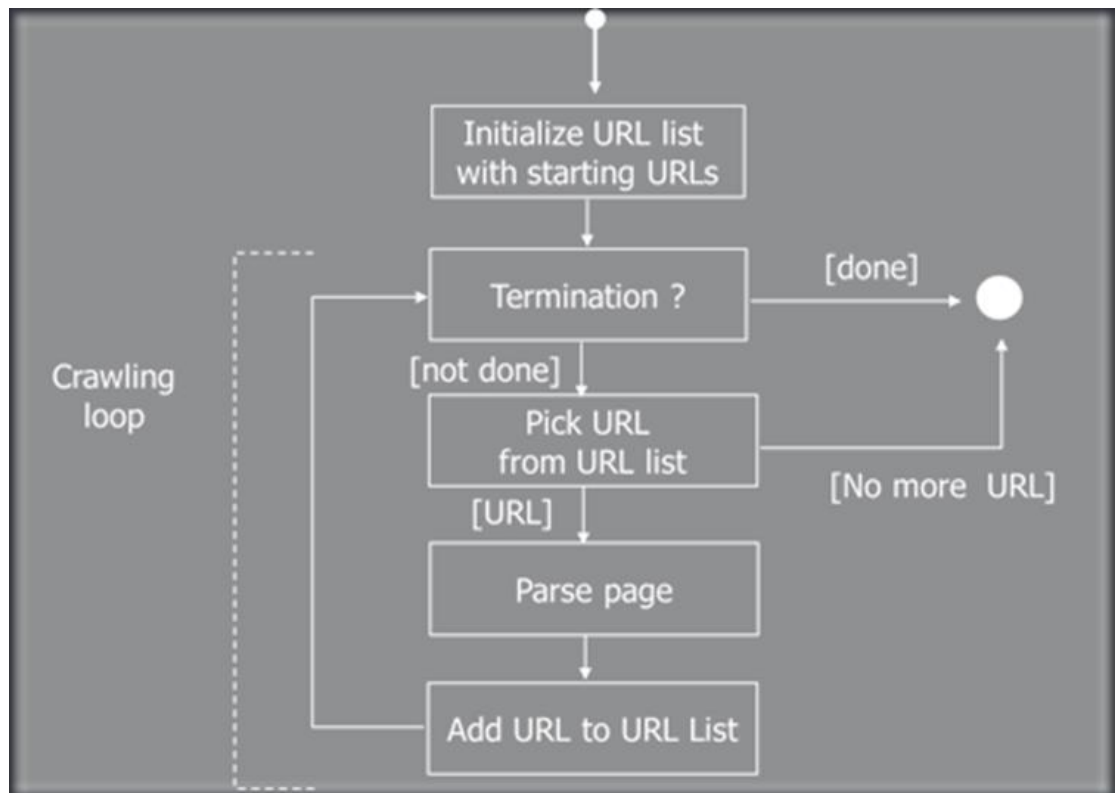 Initialize URL list
with starting URLs
Termination ?
[done]
[not done]
Crawling
loop
Pick URL
from URL list
[No more URL]
[URL]
Parse page
Add URL to URL List